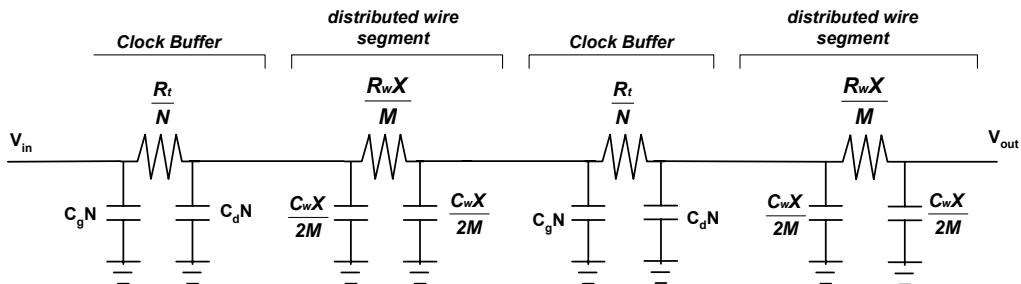 Clock Buffer
distributed wire
segment
Clock Buffer
distributed wire
segment
Rt
N
RwX
M
Rt
N
RwX
M
Vin
Vout
CgN
CdN
CwX
2M
CwX
2M
CgN
CdN
CwX
2M
CwX
2M